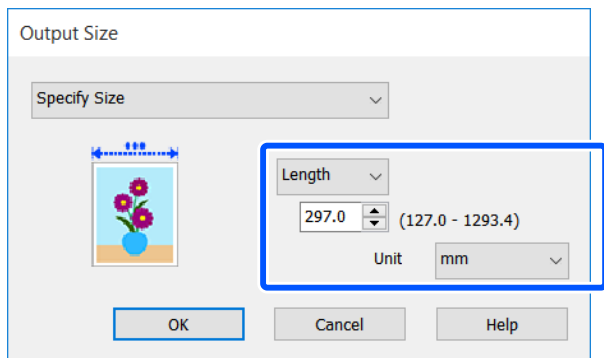 Output Size
Specify Size
Length
297.0 (127.0 - 1293.4)
Unit mm
OK Cancel Help